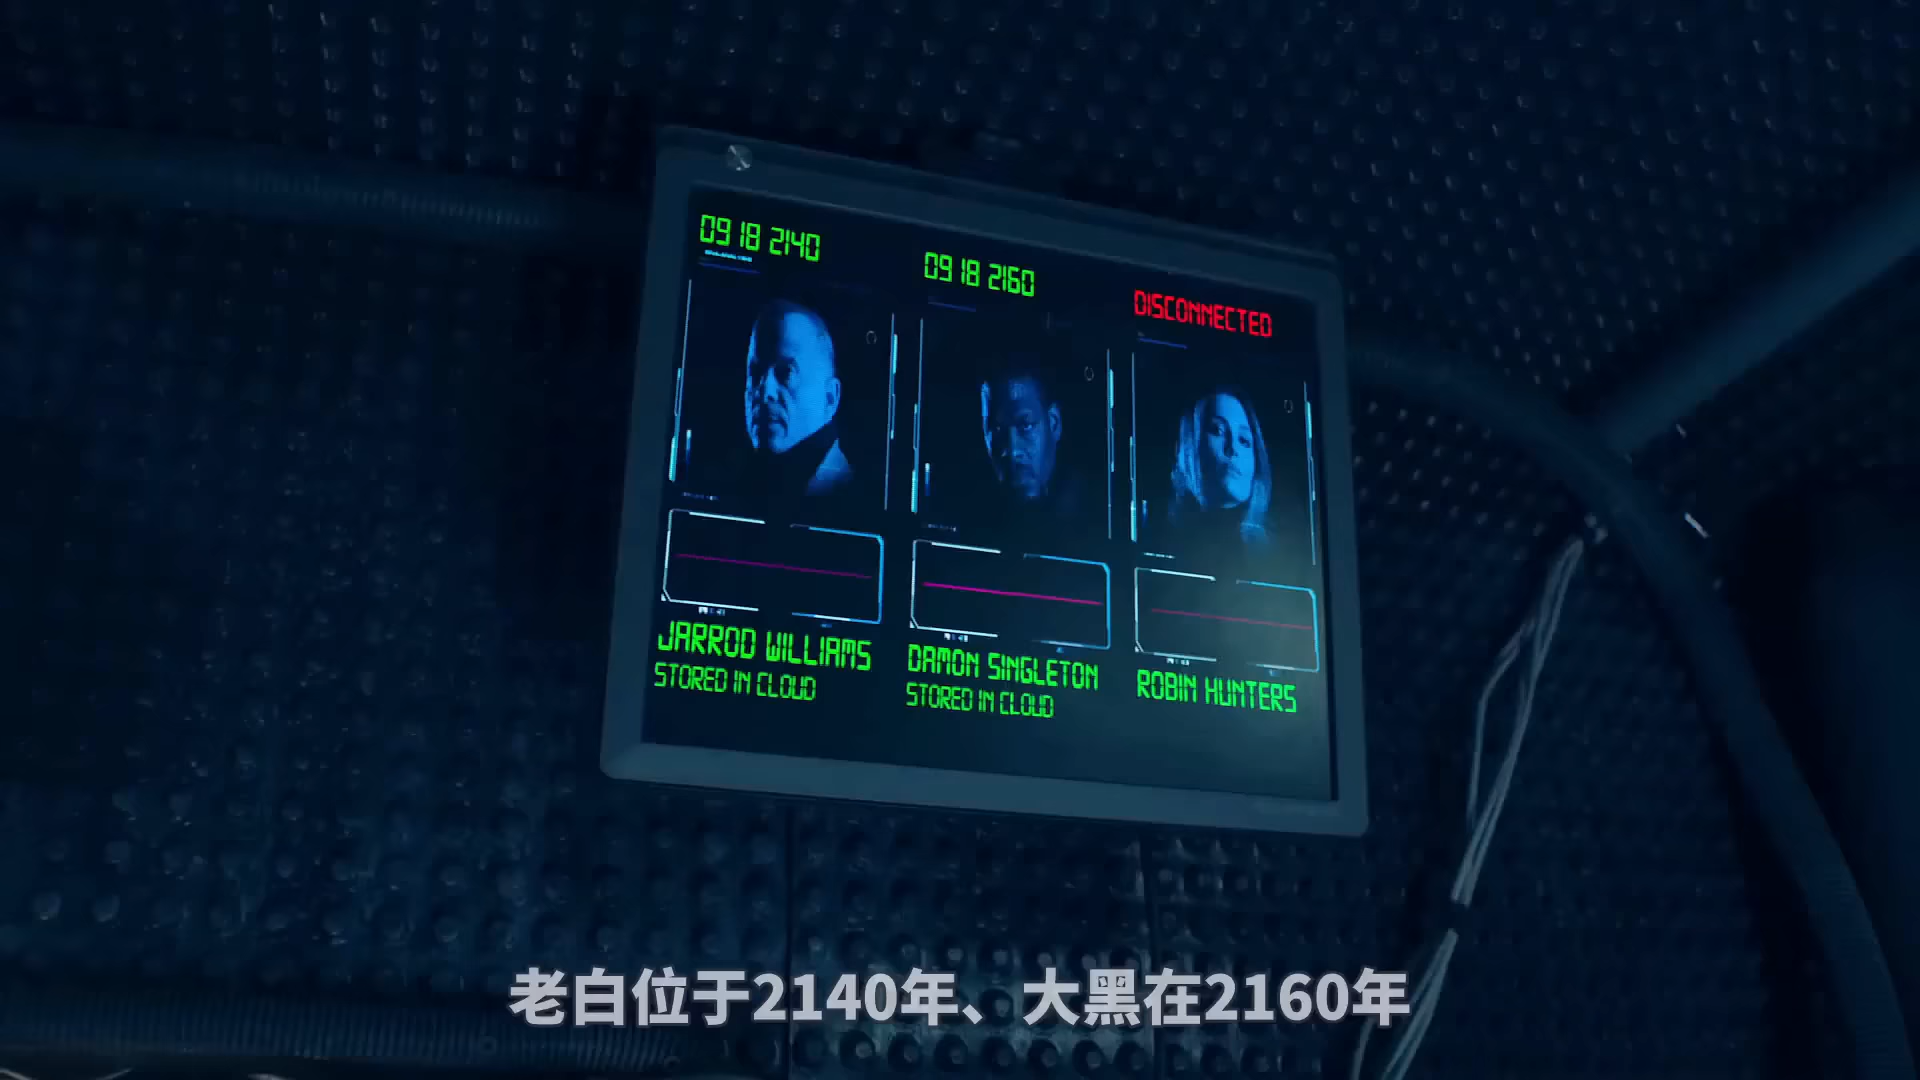 09 18 2140
JARROD WILLIAMS
STORED IN CLOUD
09 18 2160
DAMON SINGLETON
STORED IN CLOUD
DISCONNECTED
ROBIN HUNTERS
老白位于2140年、大黑在2160年